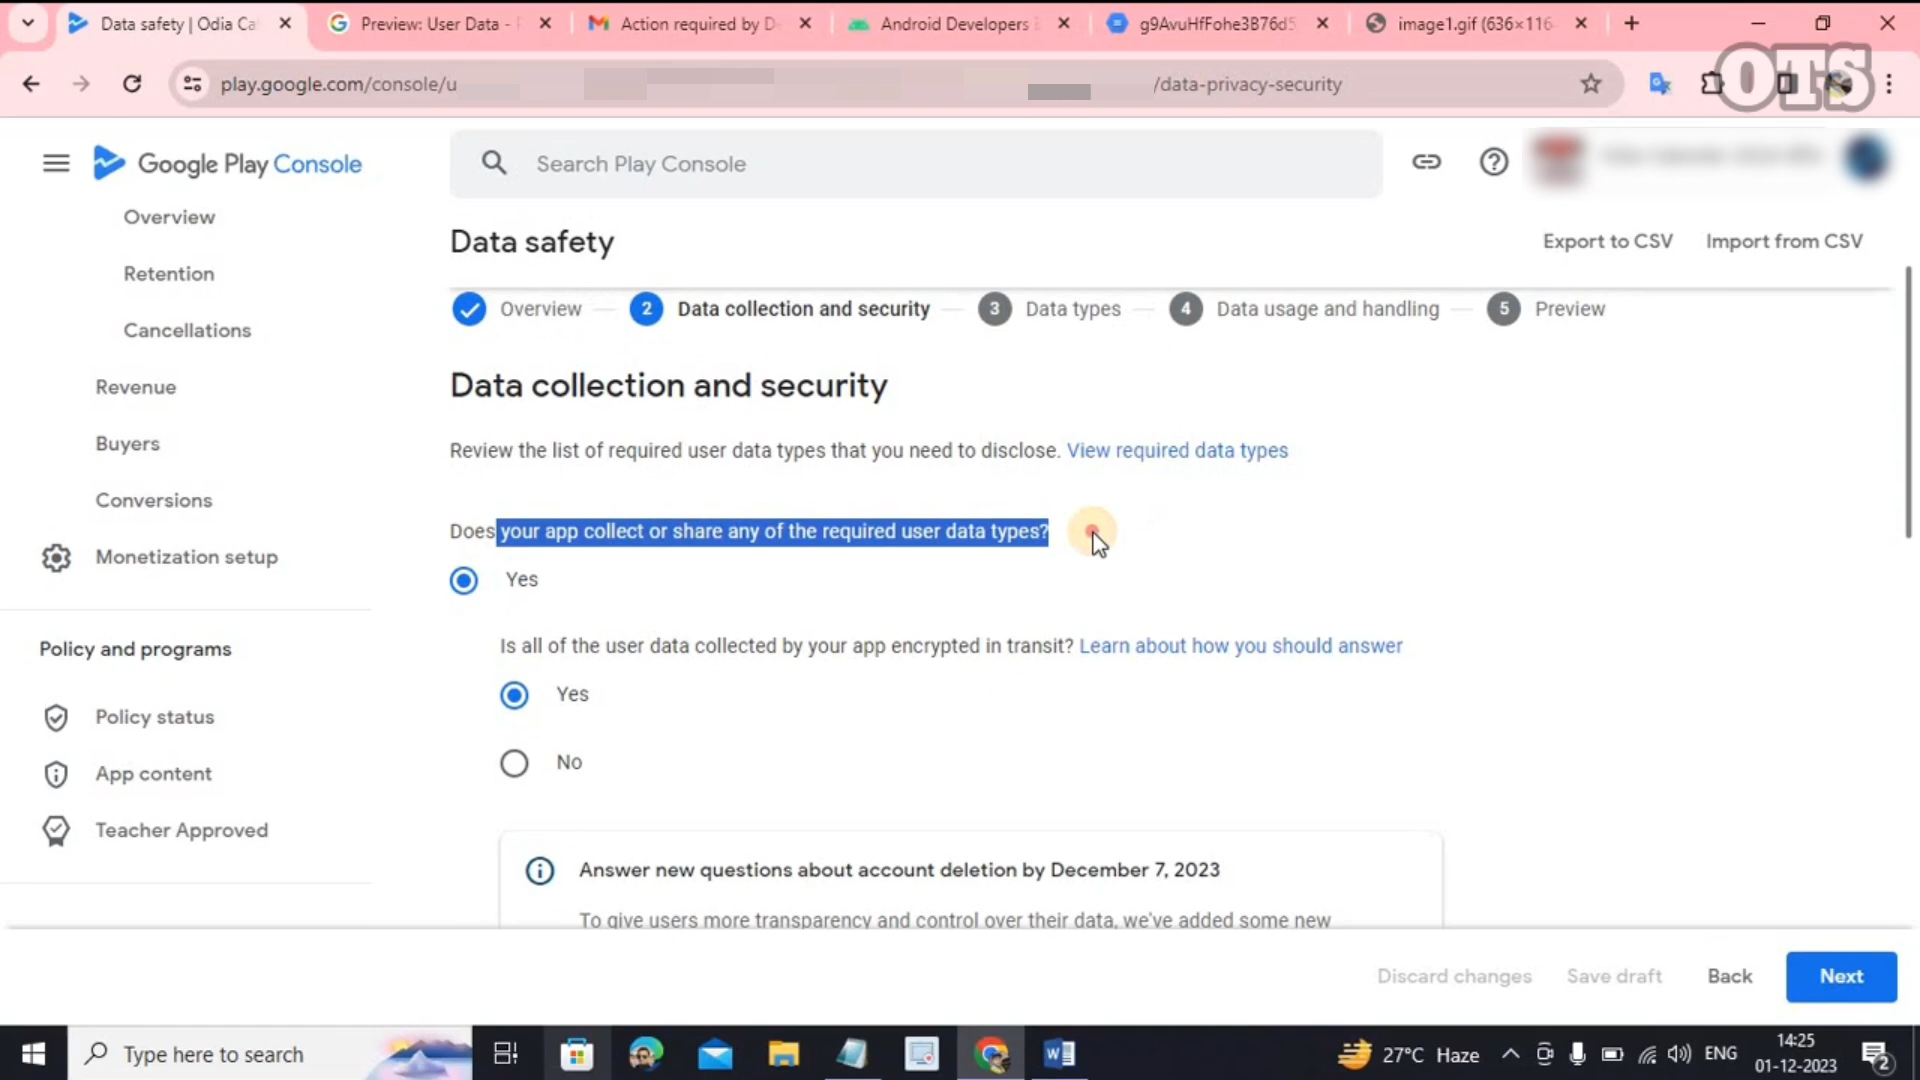 Data safety | Odia Ca
Preview: User Data -
Action required by D
Android Developers
g9AvuHfFohe3B76d5
image1.gif (636×116
play.google.com/console/u
/data-privacy-security
OTS
Google Play Console
Search Play Console
Overview
Retention
Cancellations
Revenue
Buyers
Conversions
Monetization setup
Policy and programs
Policy status
App content
Teacher Approved
Data safety
Export to CSV
Import from CSV
Overview
2 Data collection and security
3 Data types
4 Data usage and handling
5 Preview
Data collection and security
Review the list of required user data types that you need to disclose. View required data types
Does your app collect or share any of the required user data types?
Yes
Is all of the user data collected by your app encrypted in transit? Learn about how you should answer
Yes
No
Answer new questions about account deletion by December 7, 2023
To give users more transparency and control over their data, we've added some new
Discard changes
Save draft
Back
Next
Type here to search
27°C Haze
ENG
14:25
01-12-2023
2